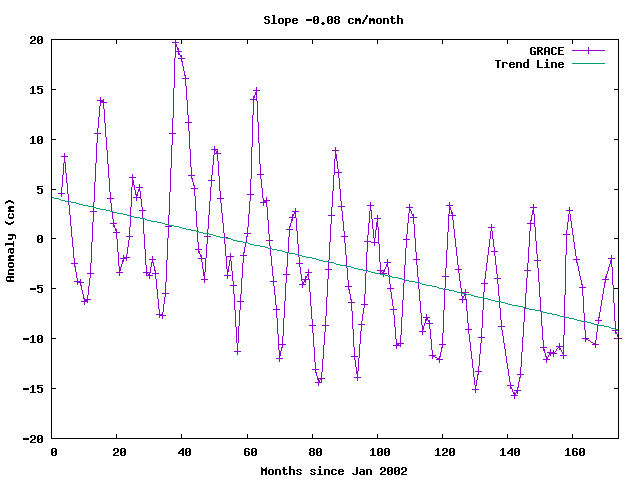 Slope -0.08 cm/month
GRACE
Trend Line
20
15
10
5
0
-5
-10
-15
-20
Anomaly (cm)
0 20 40 60 80 100 120 140 160
Months since Jan 2002